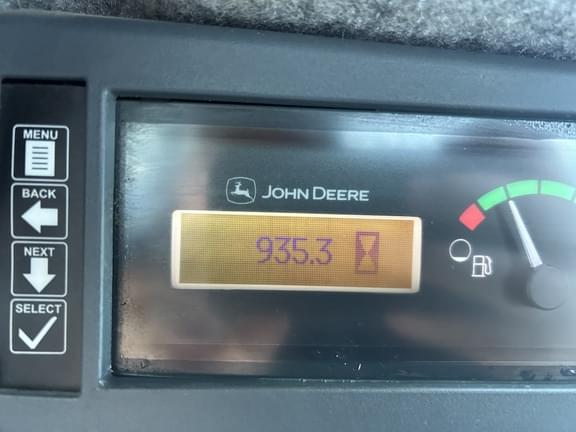 MENU
BACK
NEXT
SELECT
JOHN DEERE
935.3